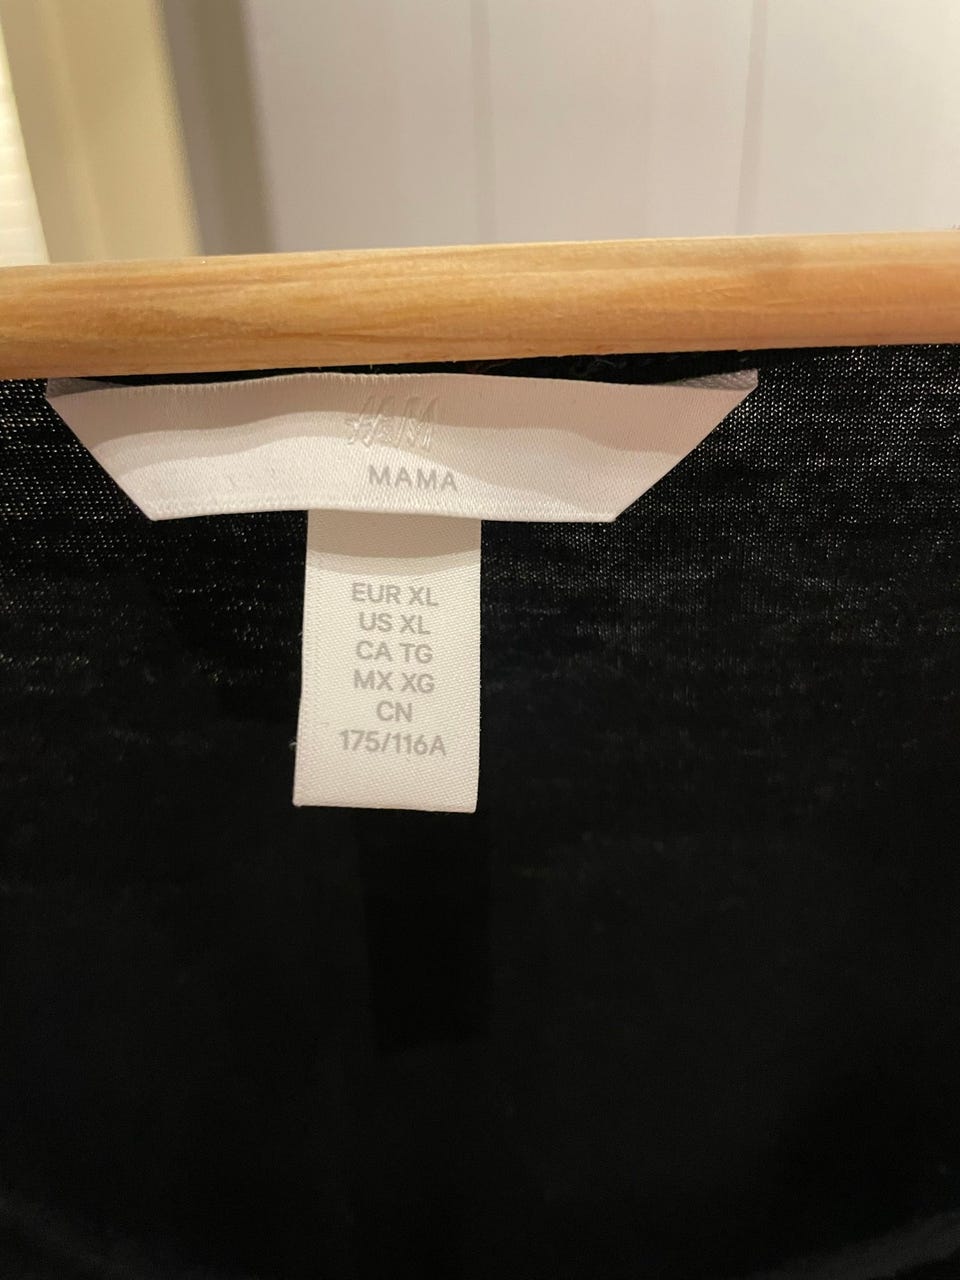 H&M
MAMA
EUR XL
US XL
CA TG
MX XG
CN
175/116A